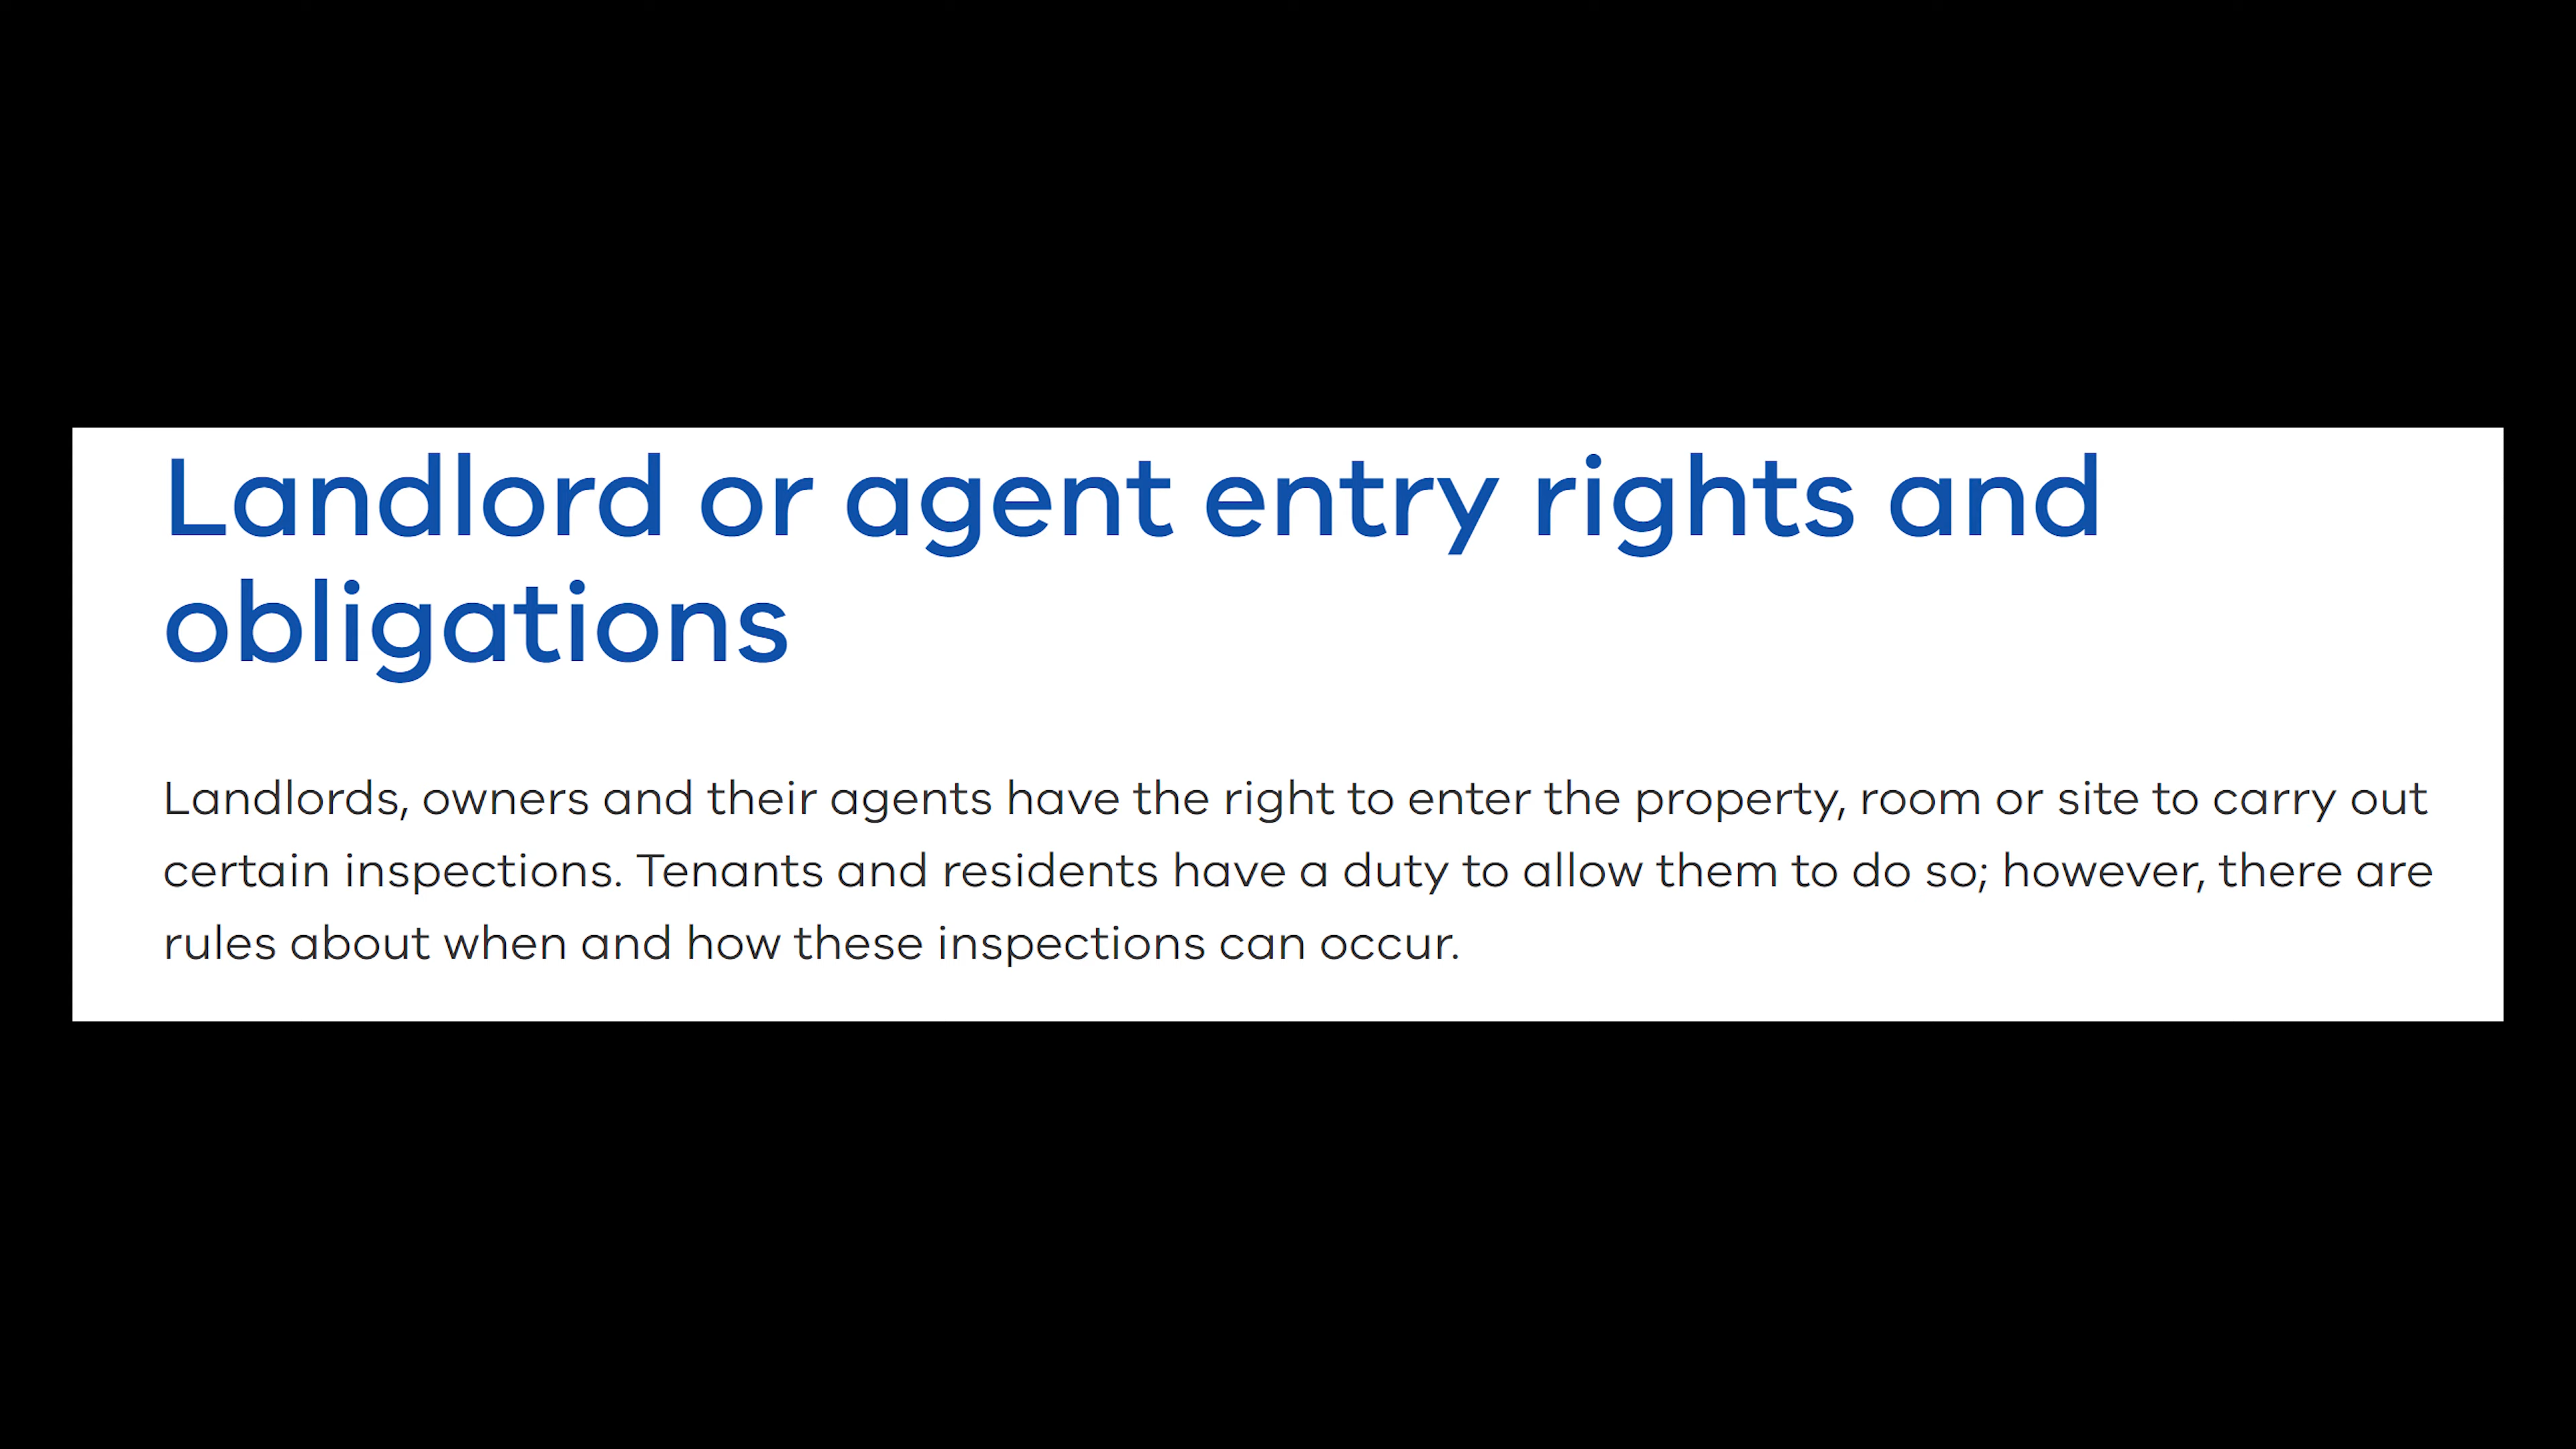 Landlord or agent entry rights and
obligations
Landlords, owners and their agents have the right to enter the property, room or site to carry out
certain inspections. Tenants and residents have a duty to allow them to do so; however, there are
rules about when and how these inspections can occur.